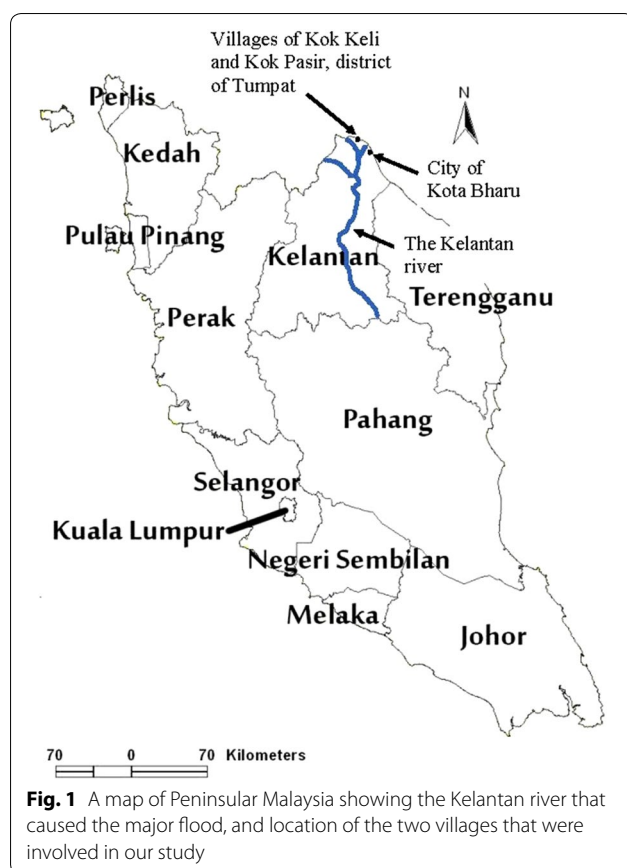 Villages of Kok Keli
and Kok Pasir, district
of Tumpat
N
Perlis
Kedah
City of
Kota Bharu
Pulau Pinang
Kelantan
The Kelantan
river
Terengganu
Perak
Pahang
Selangor
Kuala Lumpur
Negeri Sembilan
Melaka
Johor
70 0 70 Kilometers
Fig. 1 A map of Peninsular Malaysia showing the Kelantan river that
caused the major flood, and location of the two villages that were
involved in our study